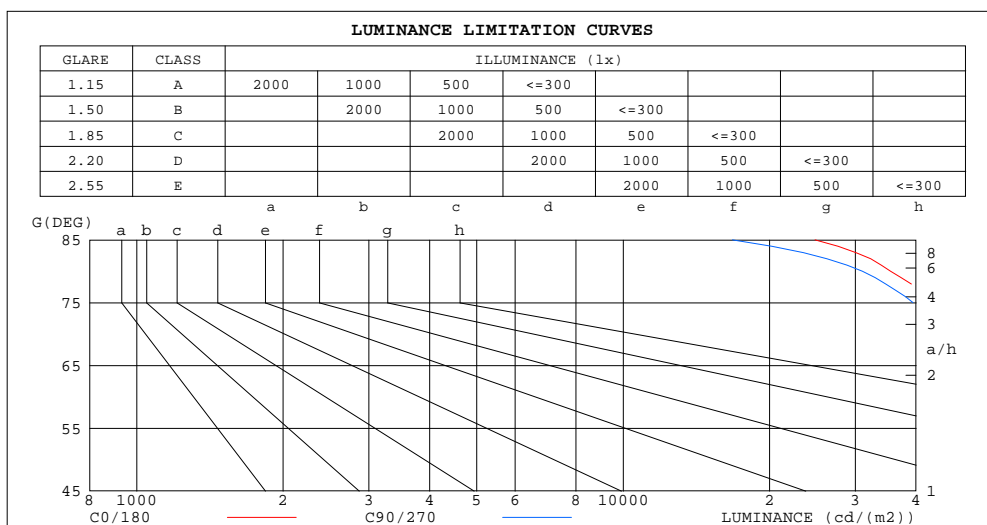 LUMINANCE LIMITATION CURVES
GLARE CLASS ILLUMINANCE (lx)
1.15 A 2000 1000 500 <=300
1.50 B 2000 1000 500 <=300
1.85 C 2000 1000 500 <=300
2.20 D 2000 1000 500 <=300
2.55 E 2000 1000 500 <=300
a b c d e f g h
G(DEG)
85 a b c d e f g h 8
6
75 4
3
a/h
65 2
55
45 1
8 1000 2 3 4 5 6 8 10000 2 3 4
C0/180 C90/270 LUMINANCE (cd/(m2))